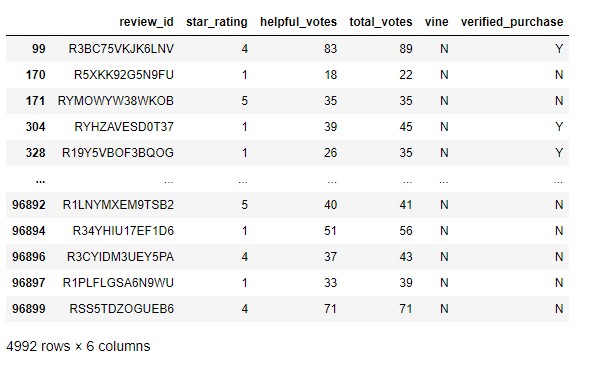 review_id star_rating helpful_votes total_votes vine verified_purchase
99 R3BC75VKJK6LNV 4 83 89 N Y
170 R5XKK92G5N9FU 1 18 22 N N
171 RYMOWYW38WKOB 5 35 35 N N
304 RYHZAVESD0T37 1 39 45 N Y
328 R19Y5VBOF3BQOG 1 26 35 N Y
... ... ... ... ... ... ...
96892 R1LNYMXEM9TSB2 5 40 41 N N
96894 R34YHIU17EF1D6 1 51 56 N N
96896 R3CYIDM3UEY5PA 4 37 43 N N
96897 R1PLFLGSA6N9WU 1 33 39 N N
96899 RSS5TDZOGUEB6 4 71 71 N N
4992 rows × 6 columns